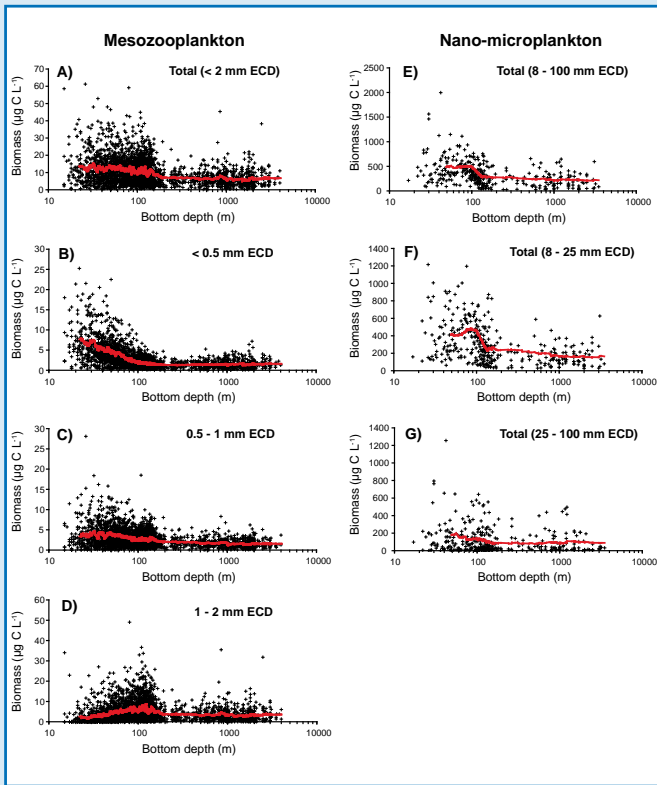 Mesozooplankton
A) Total (< 2 mm ECD)
Biomass (µg C L-1)
70
60
50
40
30
20
10
0
10 100 1000 10000
Bottom depth (m)
B) < 0.5 mm ECD
Biomass (µg C L-1)
30
25
20
15
10
5
0
10 100 1000 10000
Bottom depth (m)
C) 0.5 - 1 mm ECD
Biomass (µg C L-1)
30
25
20
15
10
5
0
10 100 1000 10000
Bottom depth (m)
D) 1 - 2 mm ECD
Biomass (µg C L-1)
60
50
40
30
20
10
0
10 100 1000 10000
Bottom depth (m)
Nano-microplankton
E) Total (8 - 100 mm ECD)
Biomass (µg C L-1)
2500
2000
1500
1000
500
0
10 100 1000 10000
Bottom depth (m)
F) Total (8 - 25 mm ECD)
Biomass (µg C L-1)
1400
1200
1000
800
600
400
200
0
10 100 1000 10000
Bottom depth (m)
G) Total (25 - 100 mm ECD)
Biomass (µg C L-1)
1400
1200
1000
800
600
400
200
0
10 100 1000 10000
Bottom depth (m)